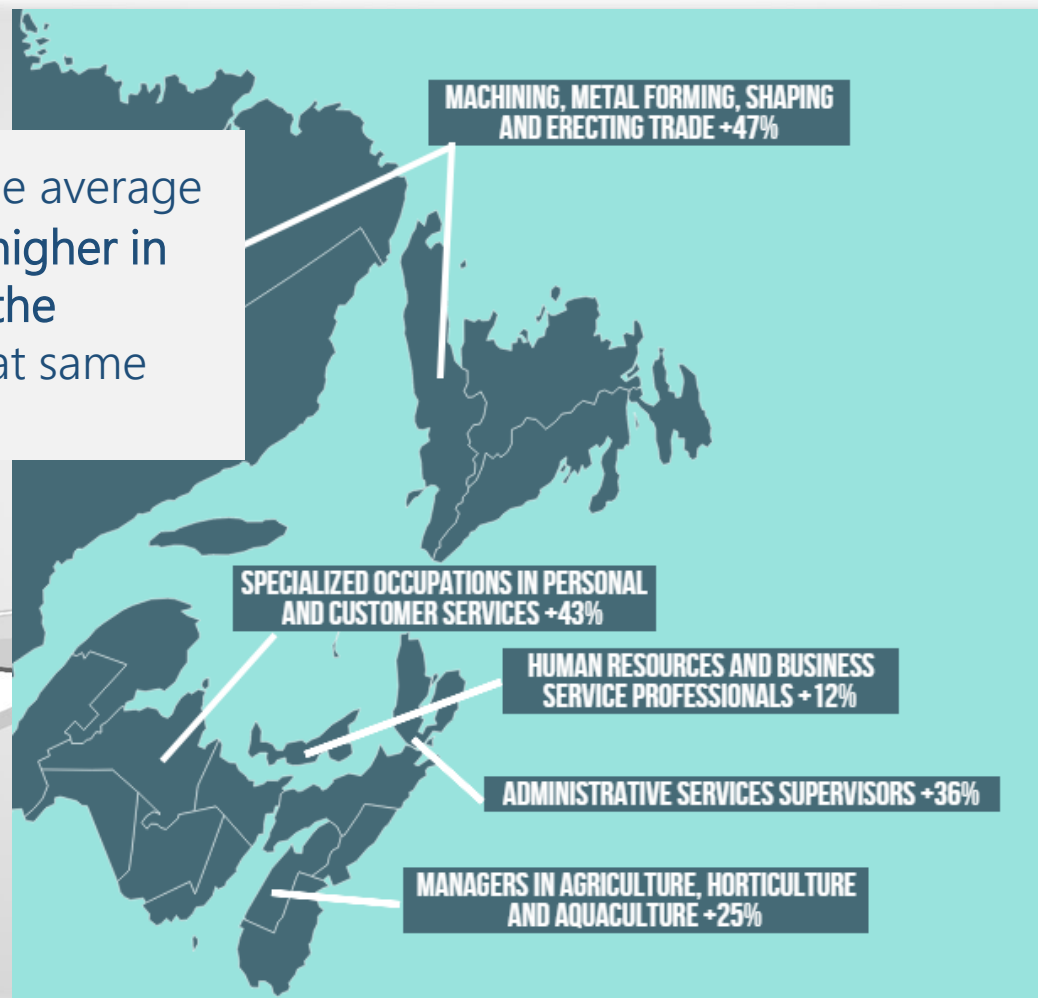 MACHINING, METAL FORMING, SHAPING
AND ERECTING TRADE +47%
e average
higher in
the
at same
SPECIALIZED OCCUPATIONS IN PERSONAL
AND CUSTOMER SERVICES +43%
HUMAN RESOURCES AND BUSINESS
SERVICE PROFESSIONALS +12%
ADMINISTRATIVE SERVICES SUPERVISORS +36%
MANAGERS IN AGRICULTURE, HORTICULTURE
AND AQUACULTURE +25%